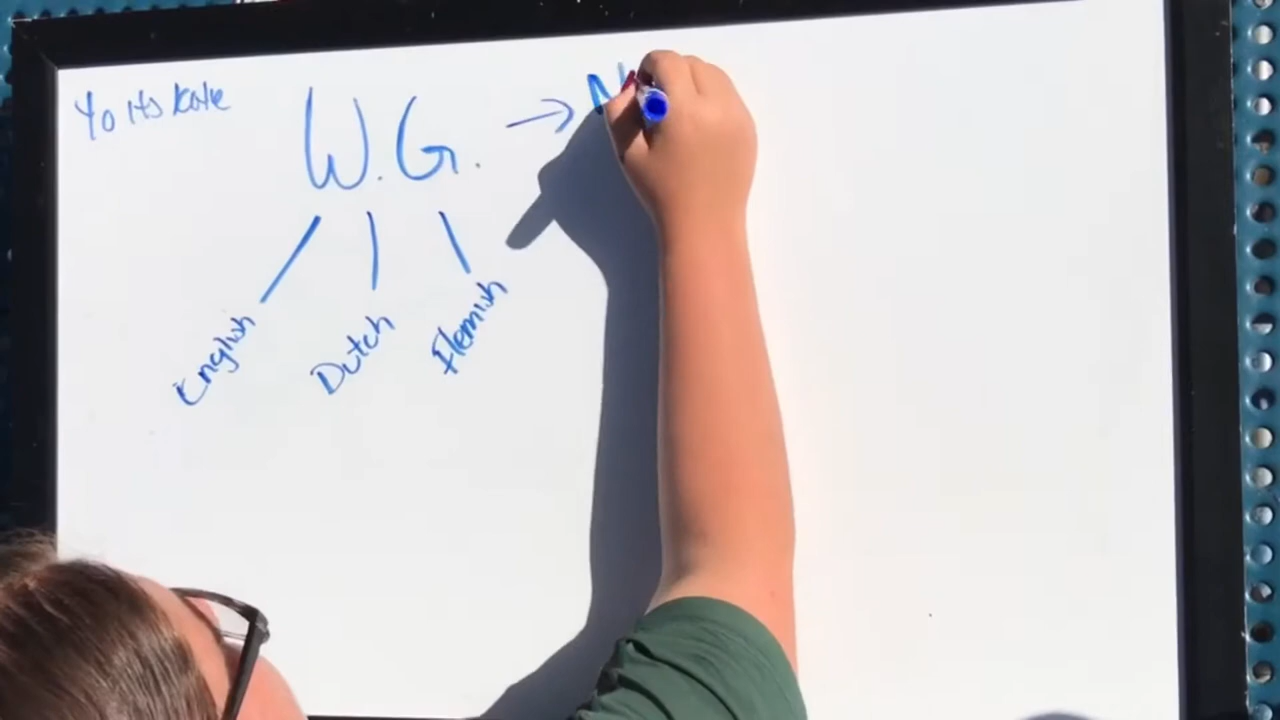 Yo its Kate
W.G. → N
English
Dutch
Flemish